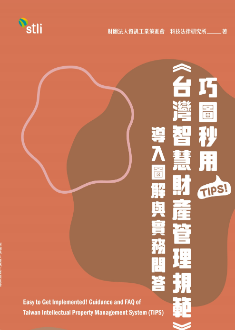 stli
財團法人資訊工業策進會 科技法律研究所 著
巧圖秒用
TIPS!
《台灣智慧財產管理規範》
導入圖解與實務問答
Easy to Get Implemented! Guidance and FAQ of
Taiwan Intellectual Property Management System (TIPS)